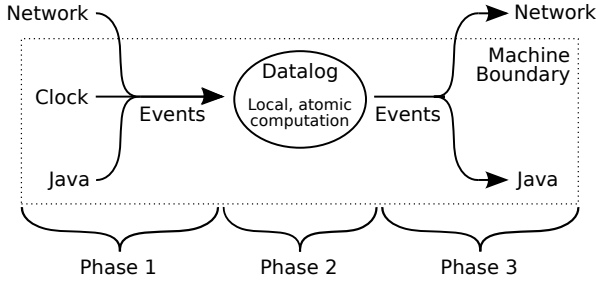 Network
Network
Machine
Boundary
Datalog
Clock
Local, atomic
computation
Events
Events
Java
Java
Phase 1
Phase 2
Phase 3